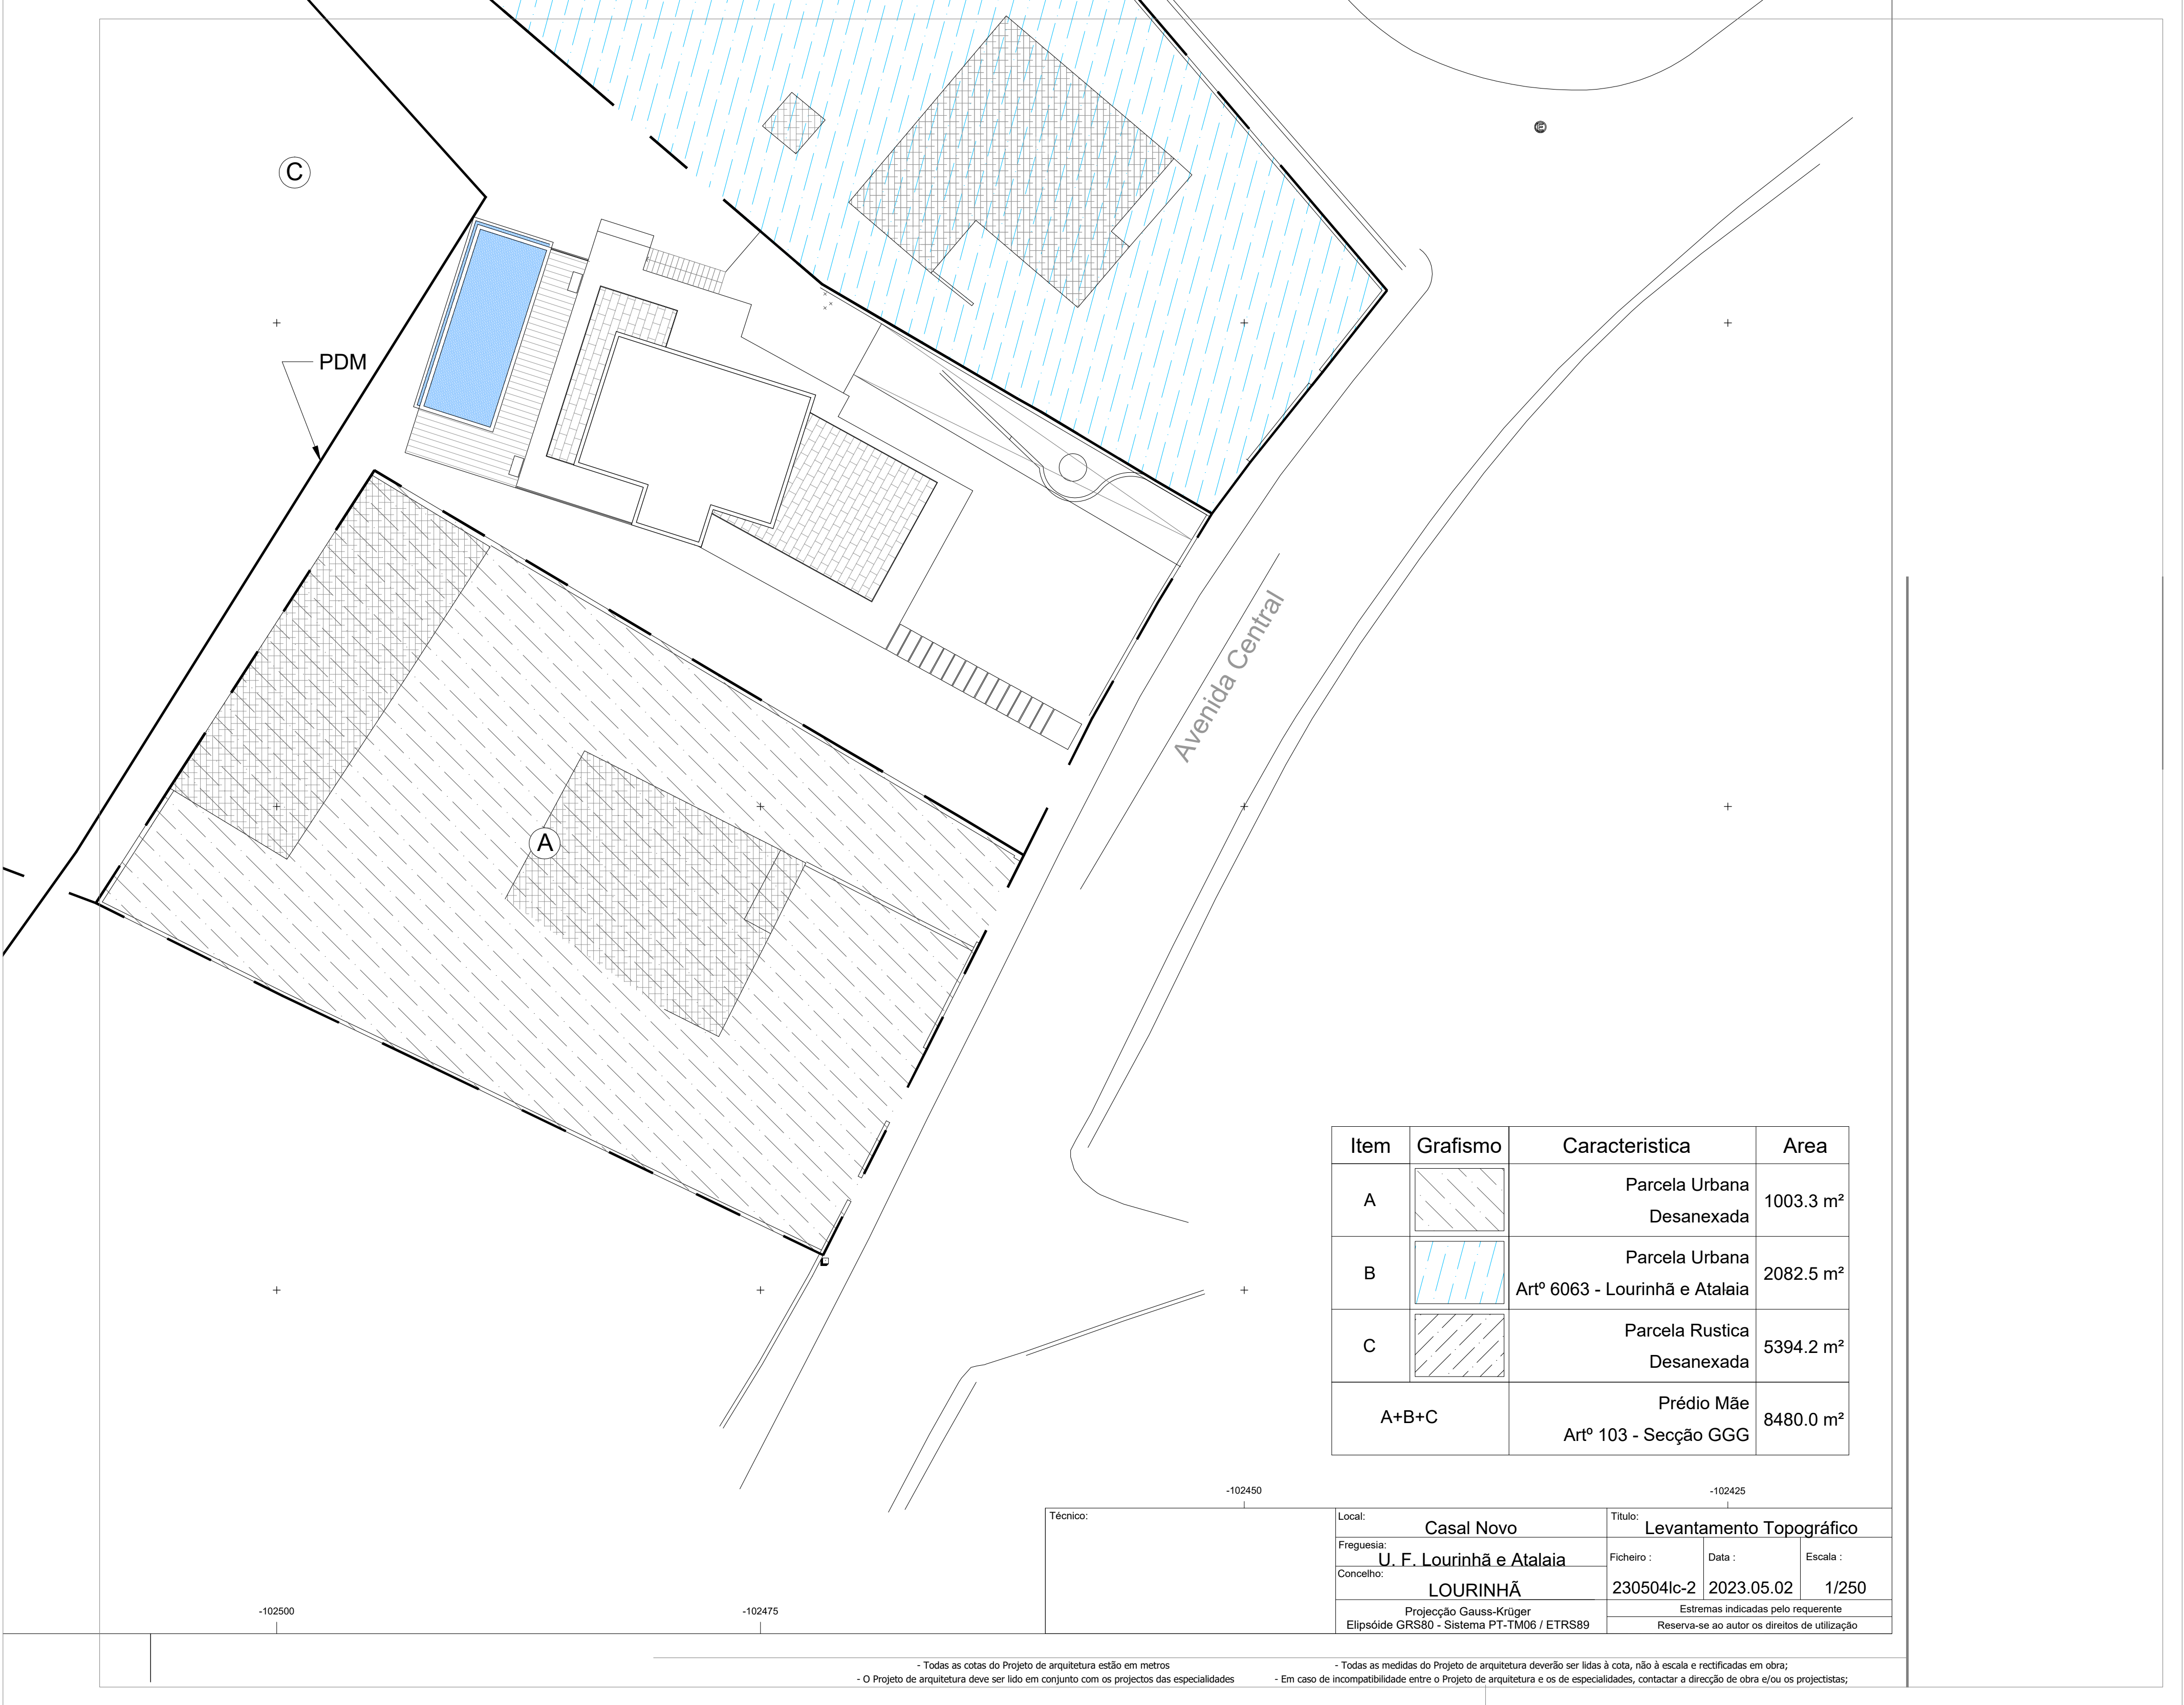 C
PDM
Avenida Central
A
Item Grafismo Caracteristica Area
A Parcela Urbana Desanexada 1003.3 m²
B Parcela Urbana Artº 6063 - Lourinhã e Atalaia 2082.5 m²
C Parcela Rustica Desanexada 5394.2 m²
A+B+C Prédio Mãe Artº 103 - Secção GGG 8480.0 m²
-102450
-102425
-102500
-102475
Técnico:
Local:
Casal Novo
Freguesia:
U. F. Lourinhã e Atalaia
Concelho:
LOURINHÃ
Projecção Gauss-Krüger
Elipsóide GRS80 - Sistema PT-TM06 / ETRS89
Titulo:
Levantamento Topográfico
Ficheiro : Data : Escala :
230504lc-2 2023.05.02 1/250
Estremas indicadas pelo requerente
Reserva-se ao autor os direitos de utilização
- Todas as cotas do Projeto de arquitetura estão em metros
- O Projeto de arquitetura deve ser lido em conjunto com os projectos das especialidades
- Todas as medidas do Projeto de arquitetura deverão ser lidas à cota, não à escala e rectificadas em obra;
- Em caso de incompatibilidade entre o Projeto de arquitetura e os de especialidades, contactar a direcção de obra e/ou os projectistas;